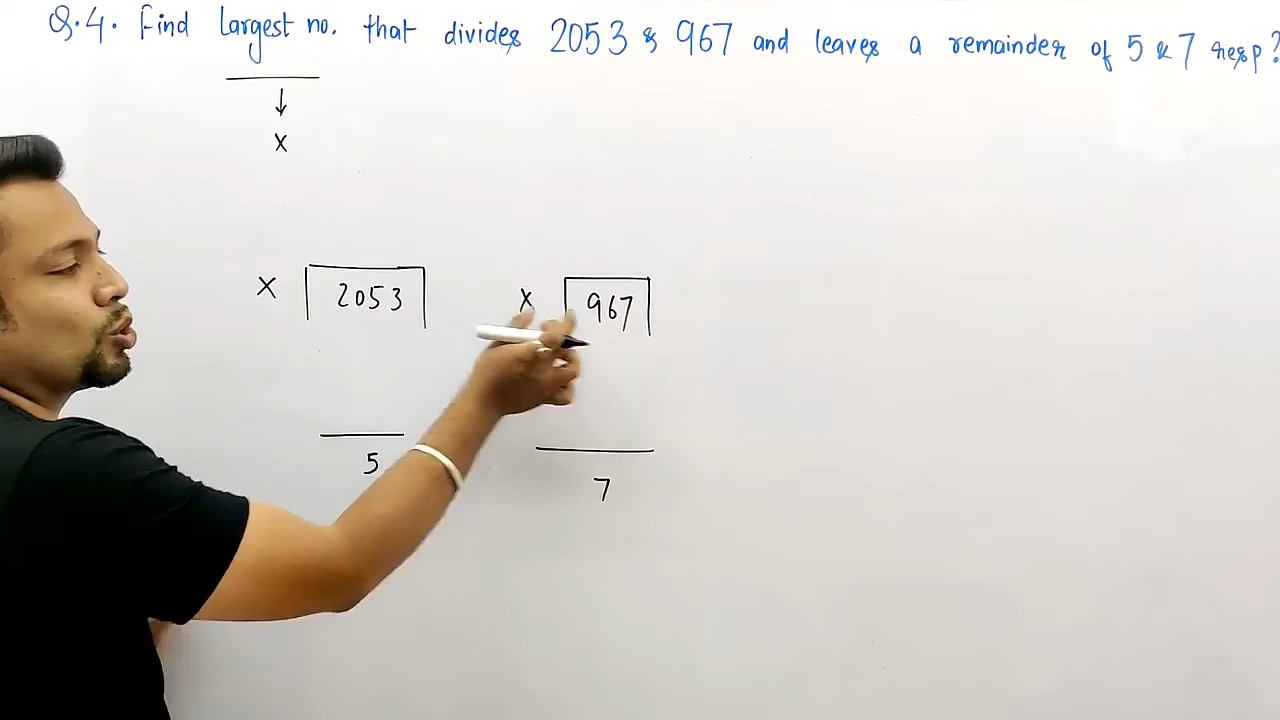 Q.4. Find largest no. that divides 2053 & 967 and leaves a remainder of 5 & 7 resp?
x
x 2053 x 967
5 7